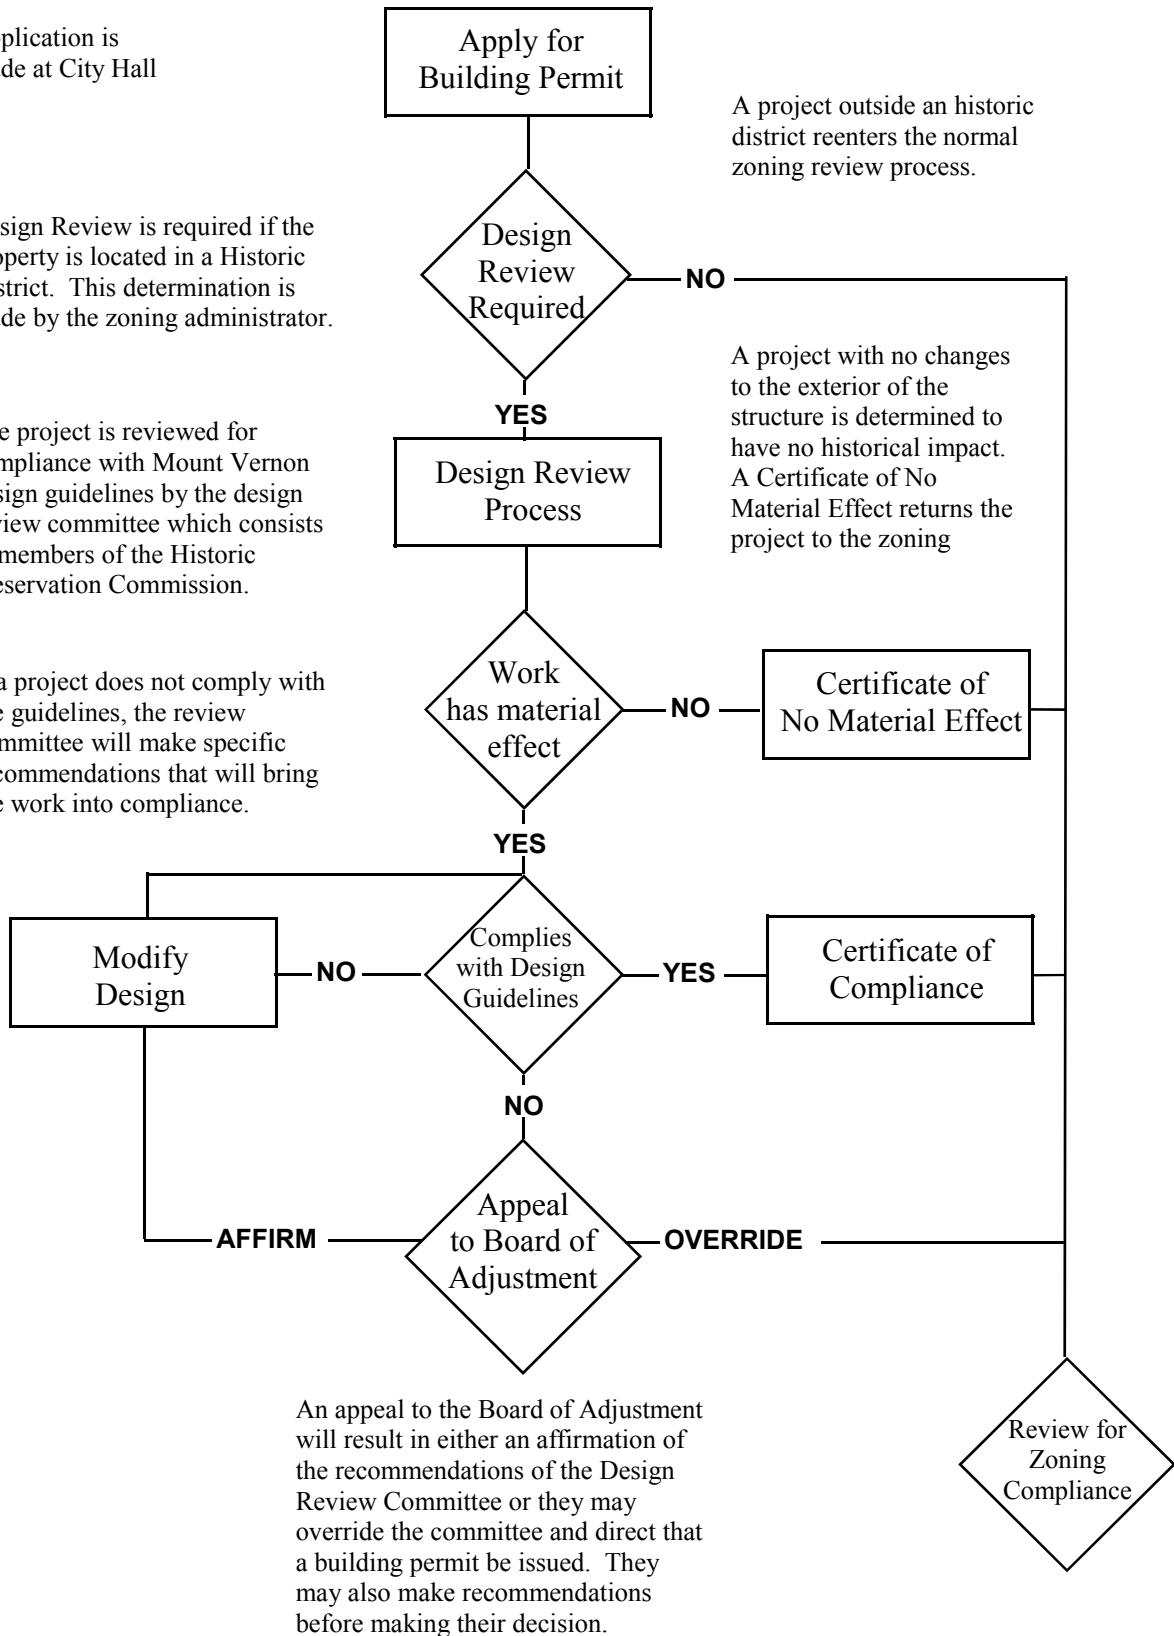 plication is
de at City Hall
Apply for
Building Permit
A project outside an historic
district reenters the normal
zoning review process.
sign Review is required if the
operty is located in a Historic
strict. This determination is
de by the zoning administrator.
Design
Review
Required
NO
YES
A project with no changes
to the exterior of the
structure is determined to
have no historical impact.
A Certificate of No
Material Effect returns the
project to the zoning
e project is reviewed for
mpliance with Mount Vernon
sign guidelines by the design
view committee which consists
members of the Historic
eservation Commission.
Design Review
Process
a project does not comply with
e guidelines, the review
mmittee will make specific
commendations that will bring
e work into compliance.
Work
has material
effect
NO
Certificate of
No Material Effect
YES
Modify
Design
NO
Complies
with Design
Guidelines
YES
Certificate of
Compliance
NO
AFFIRM
Appeal
to Board of
Adjustment
OVERRIDE
An appeal to the Board of Adjustment
will result in either an affirmation of
the recommendations of the Design
Review Committee or they may
override the committee and direct that
a building permit be issued. They
may also make recommendations
before making their decision.
Review for
Zoning
Compliance